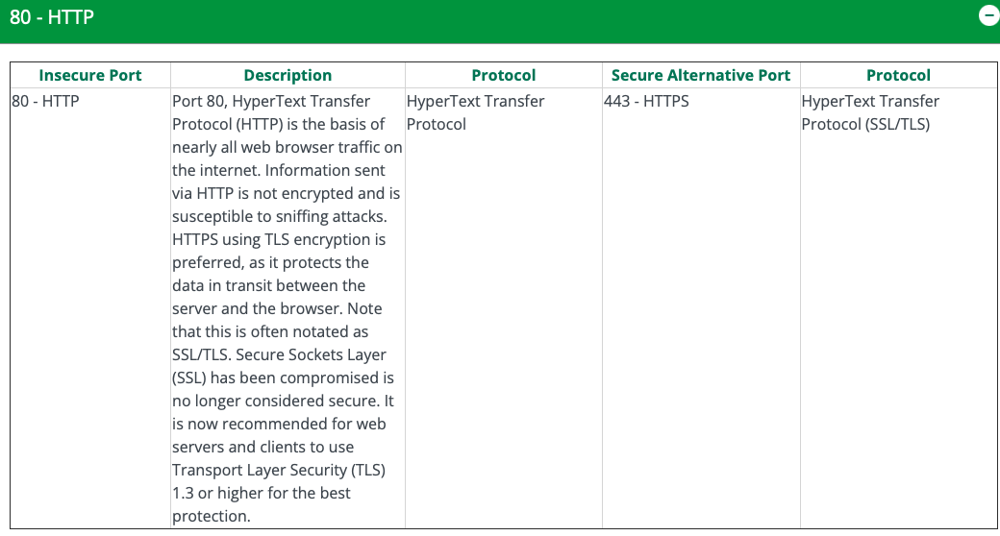 80 - HTTP
Insecure Port Description Protocol Secure Alternative Port Protocol
80 - HTTP
Port 80, HyperText Transfer
Protocol (HTTP) is the basis of
nearly all web browser traffic on
the internet. Information sent
via HTTP is not encrypted and is
susceptible to sniffing attacks.
HTTPS using TLS encryption is
preferred, as it protects the
data in transit between the
server and the browser. Note
that this is often notated as
SSL/TLS. Secure Sockets Layer
(SSL) has been compromised is
no longer considered secure. It
is now recommended for web
servers and clients to use
Transport Layer Security (TLS)
1.3 or higher for the best
protection.
HyperText Transfer
Protocol
443 - HTTPS
HyperText Transfer
Protocol (SSL/TLS)